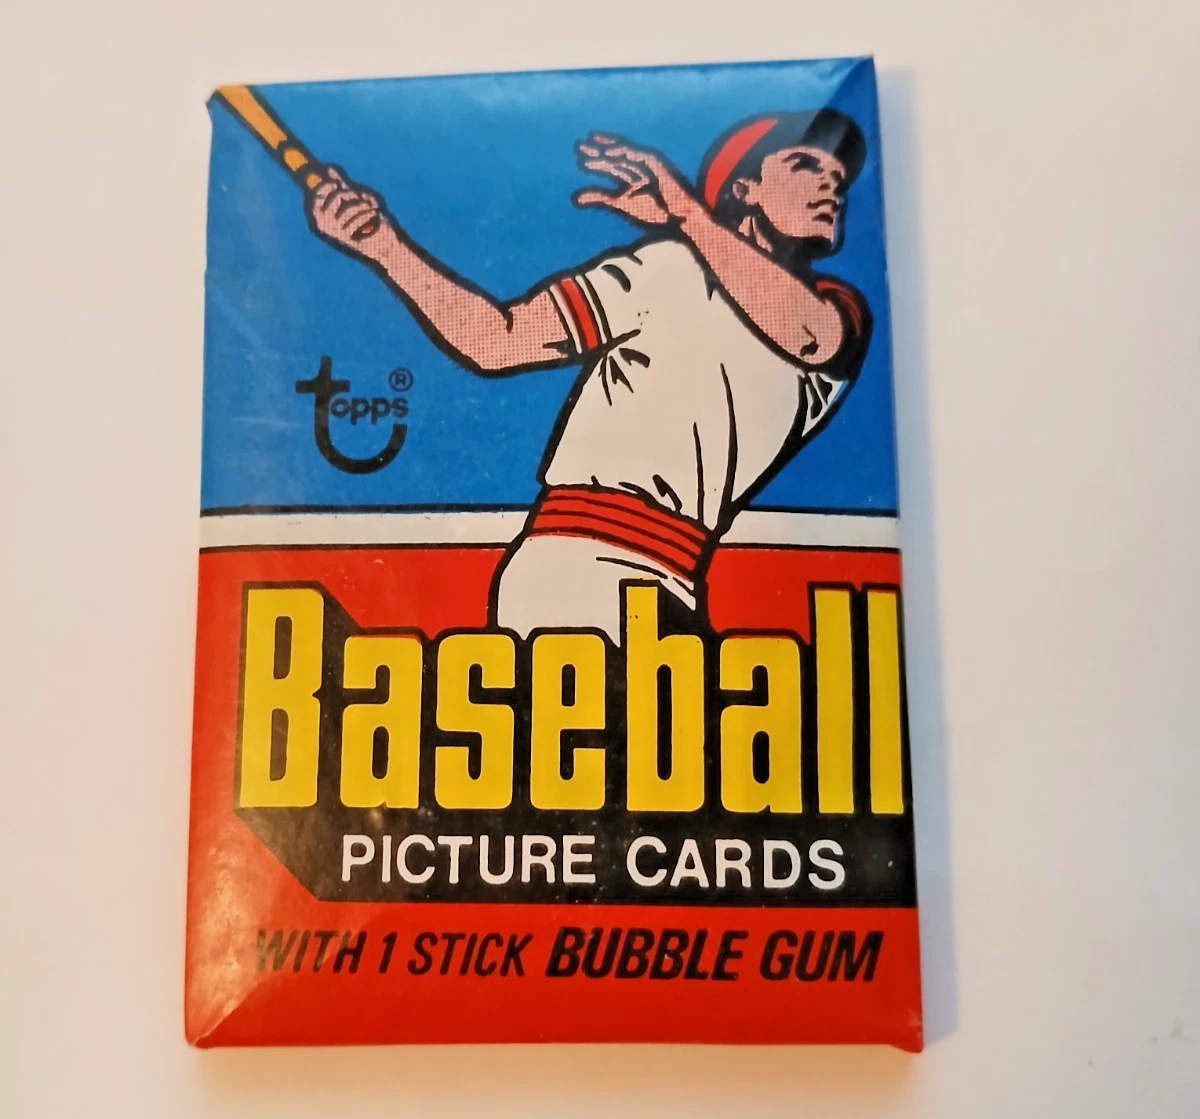 topps®
Baseball
PICTURE CARDS
WITH 1 STICK BUBBLE GUM